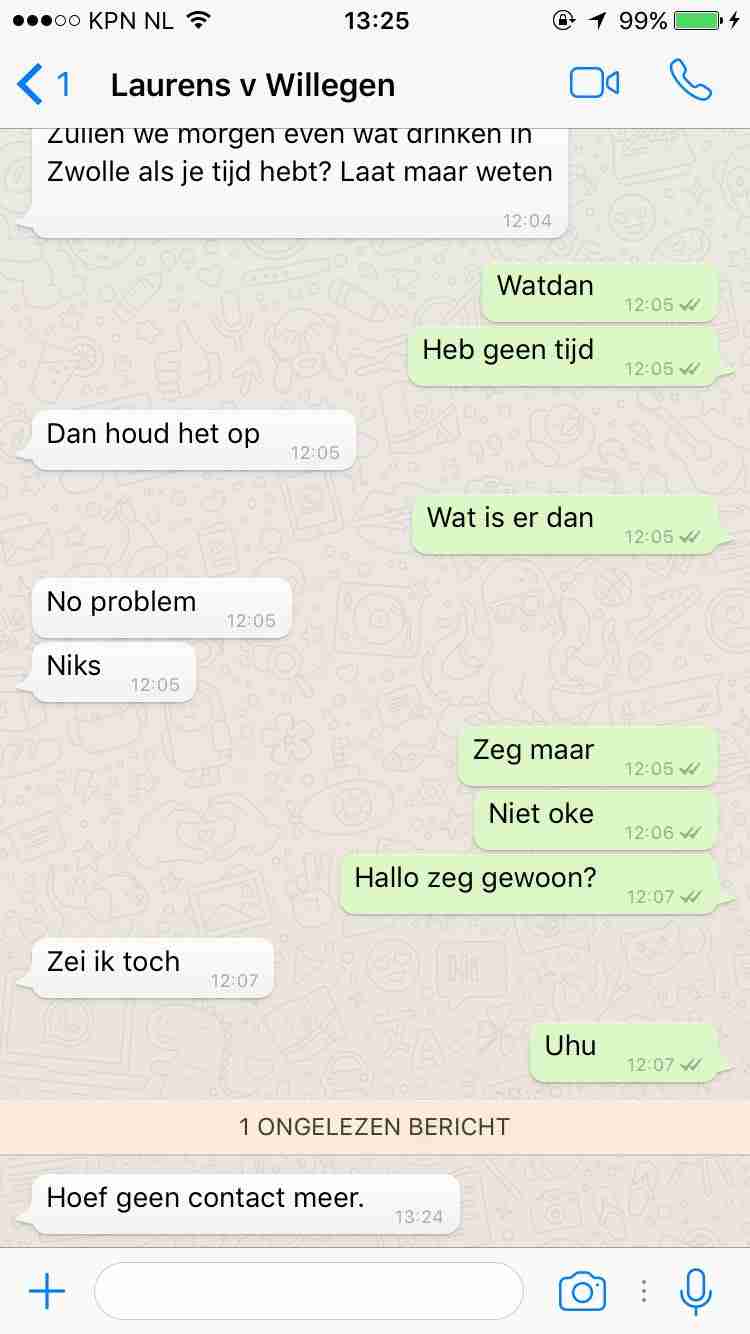 KPN NL 13:25 99%
1 Laurens v Willegen
Zullen we morgen even wat drinken in
Zwolle als je tijd hebt? Laat maar weten
12:04
Watdan 12:05
Heb geen tijd 12:05
Dan houd het op 12:05
Wat is er dan 12:05
No problem 12:05
Niks 12:05
Zeg maar 12:05
Niet oke 12:06
Hallo zeg gewoon? 12:07
Zei ik toch 12:07
Uhu 12:07
1 ONGELEZEN BERICHT
Hoef geen contact meer. 13:24